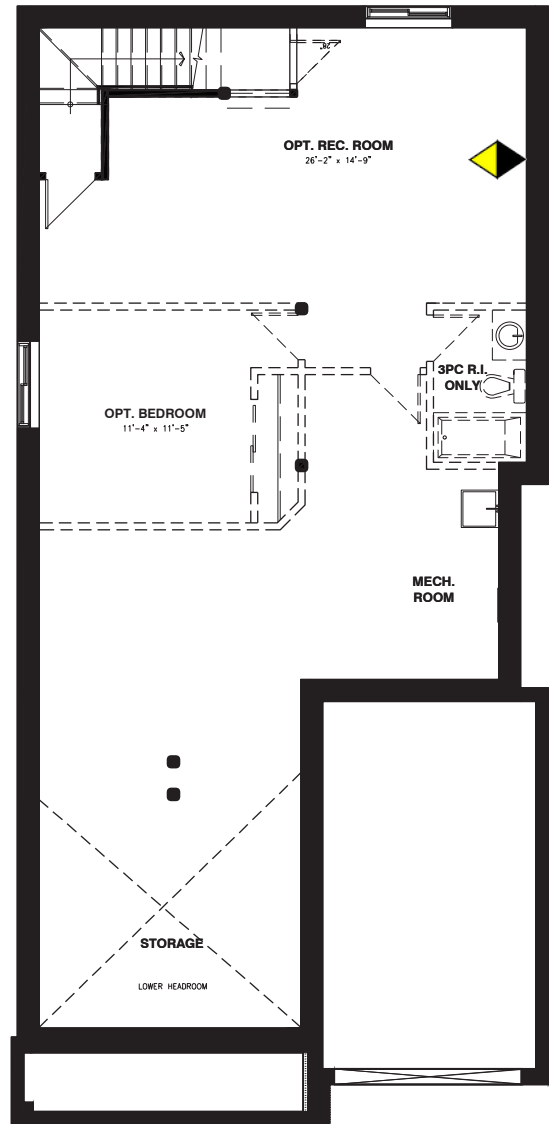 28"
OPT. REC. ROOM
26'-2" x 14'-9"
3PC R.I.
ONLY
OPT. BEDROOM
11'-4" x 11'-5"
MECH.
ROOM
STORAGE
LOWER HEADROOM